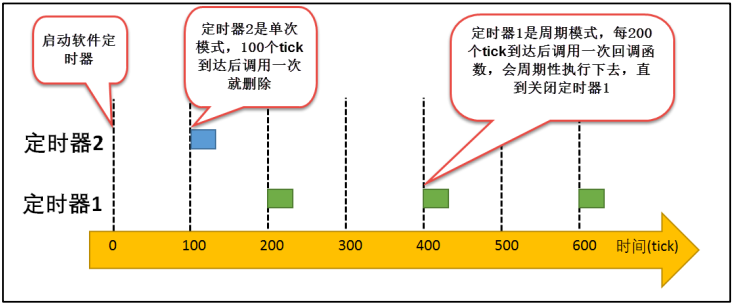 启动软件定
时器
定时器2是单次
模式，100个tick
到达后调用一次
就删除
定时器1是周期模式，每200
个tick到达后调用一次回调函
数，会周期性执行下去，直
到关闭定时器1
定时器2
定时器1
0 100 200 300 400 500 600 时间(tick)